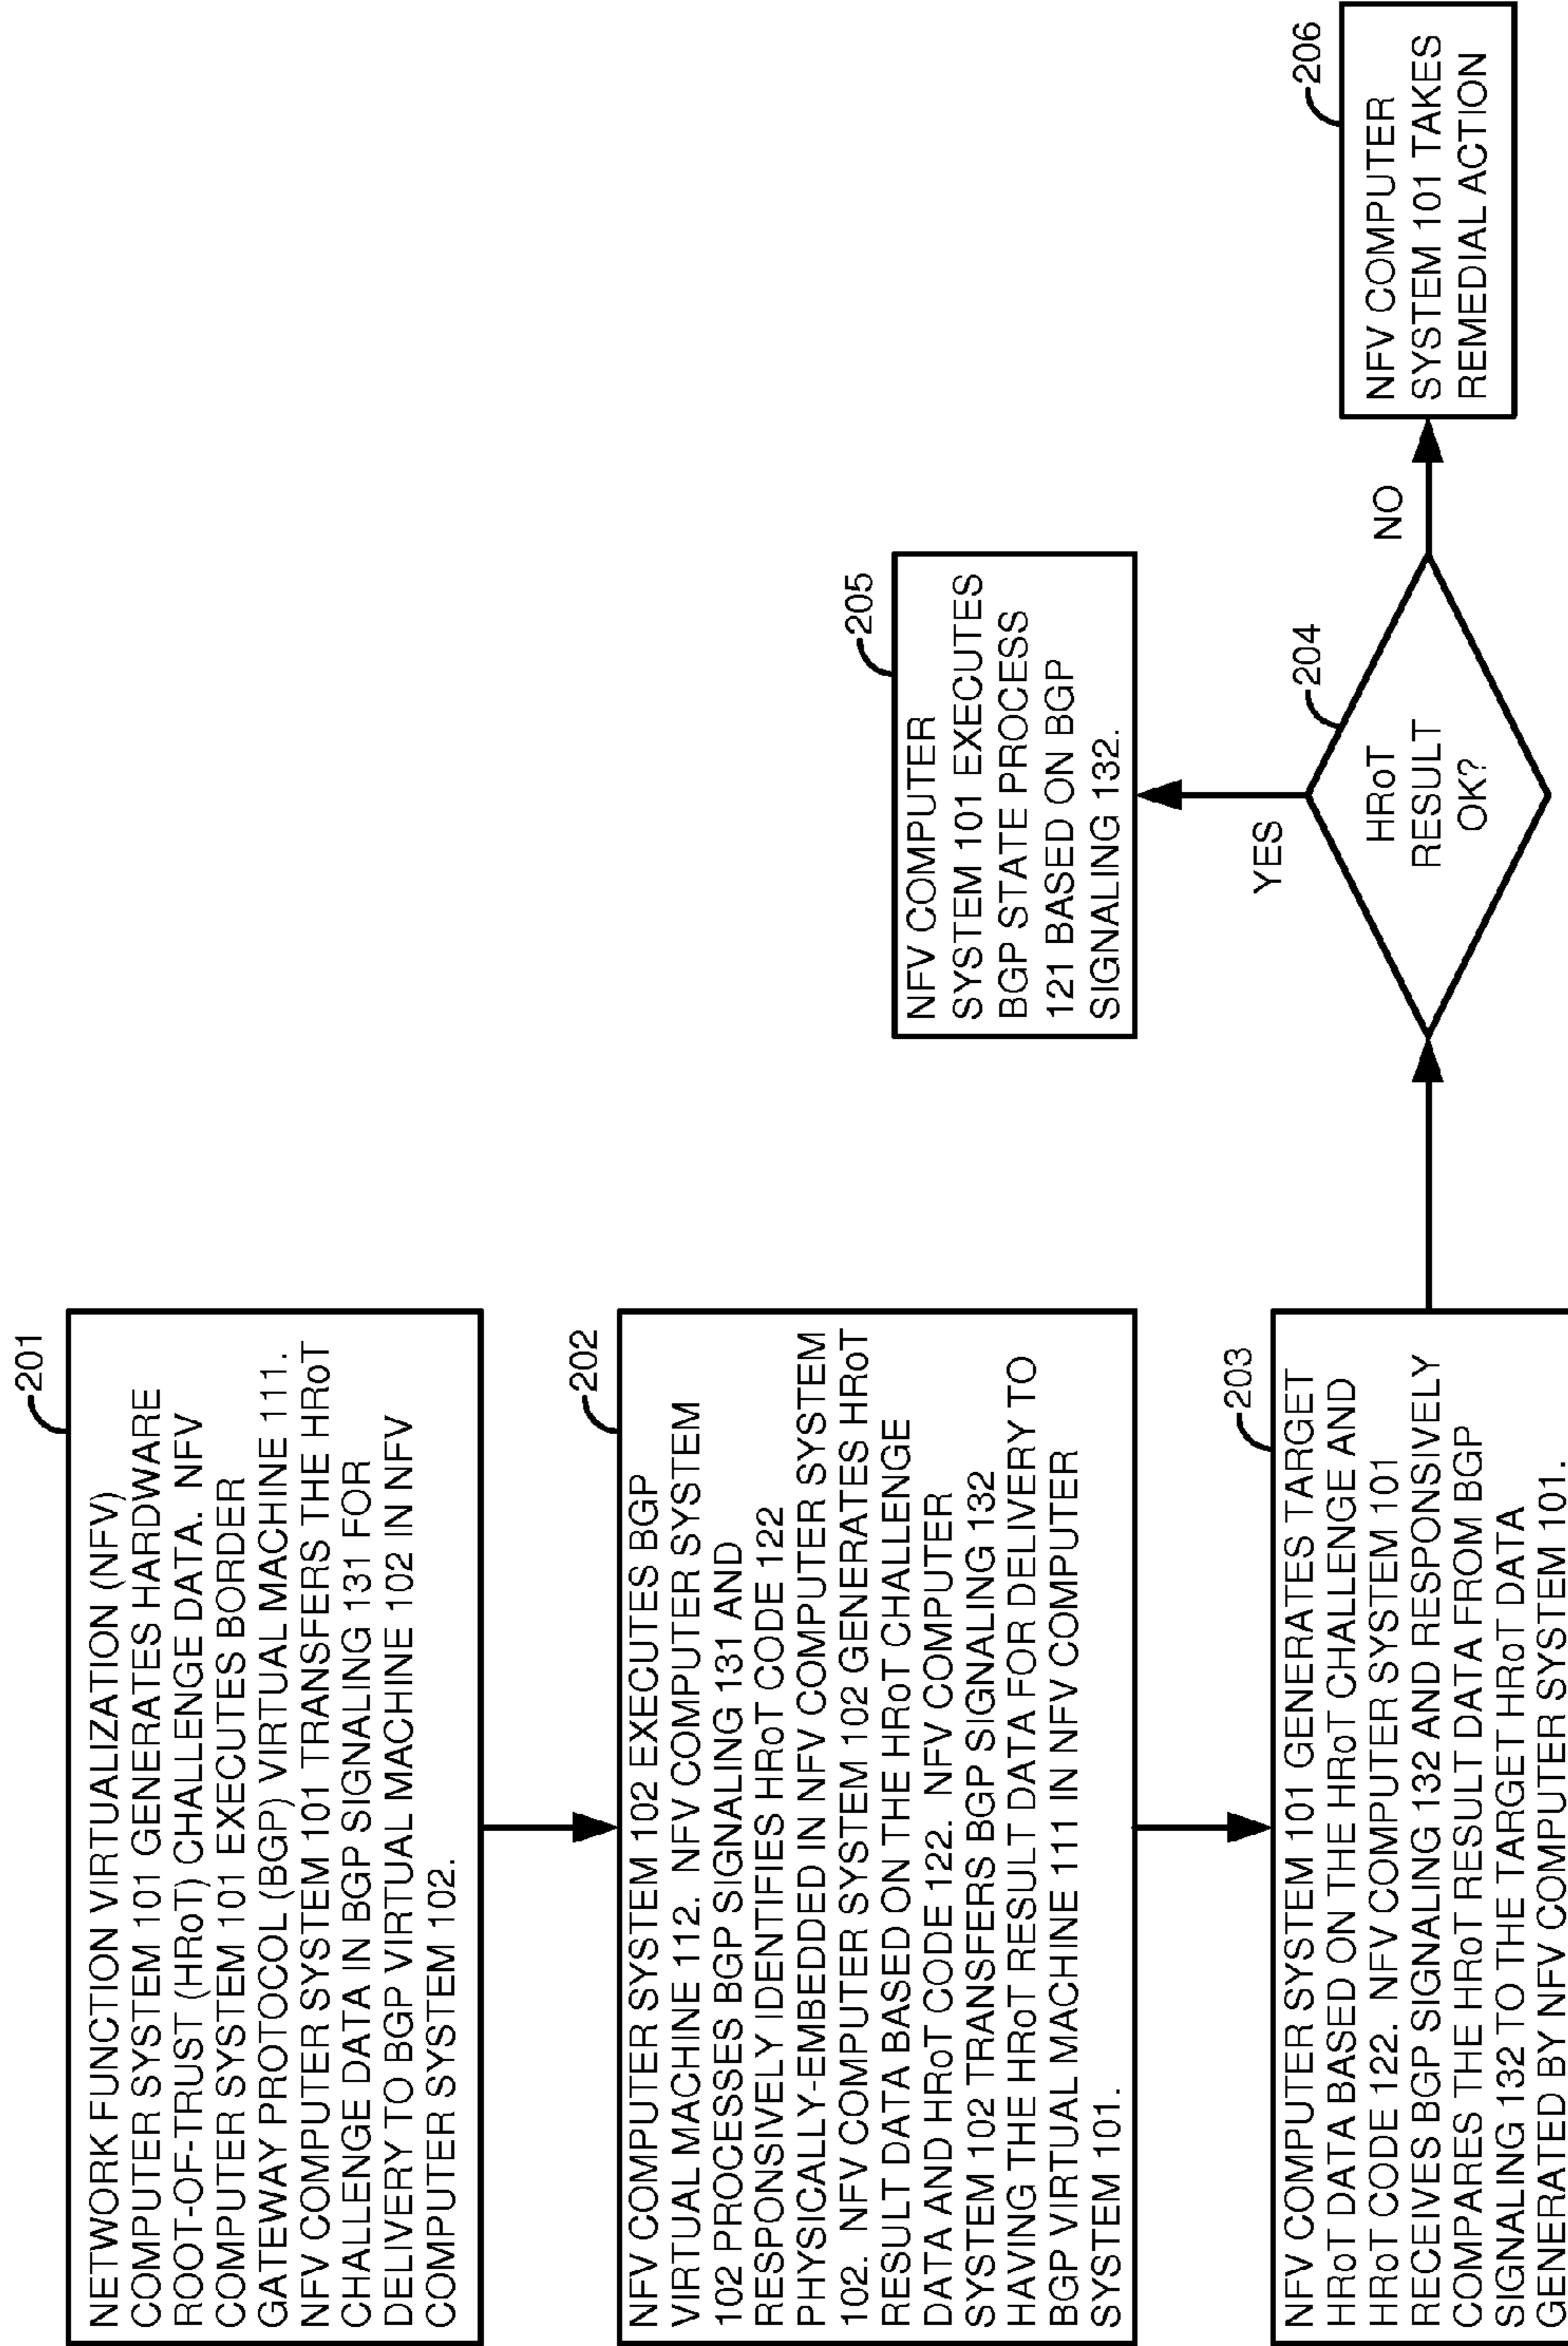 201
NETWORK FUNCTION VIRTUALIZATION (NFV)
COMPUTER SYSTEM 101 GENERATES HARDWARE
ROOT-OF-TRUST (HRoT) CHALLENGE DATA. NFV
COMPUTER SYSTEM 101 EXECUTES BORDER
GATEWAY PROTOCOL (BGP) VIRTUAL MACHINE 111.
NFV COMPUTER SYSTEM 101 TRANSFERS THE HRoT
CHALLENGE DATA IN BGP SIGNALING 131 FOR
DELIVERY TO BGP VIRTUAL MACHINE 102 IN NFV
COMPUTER SYSTEM 102.
202
NFV COMPUTER SYSTEM 102 EXECUTES BGP
VIRTUAL MACHINE 112. NFV COMPUTER SYSTEM
102 PROCESSES BGP SIGNALING 131 AND
RESPONSIVELY IDENTIFIES HRoT CODE 122
PHYSICALLY-EMBEDDED IN NFV COMPUTER SYSTEM
102. NFV COMPUTER SYSTEM 102 GENERATES HRoT
RESULT DATA BASED ON THE HRoT CHALLENGE
DATA AND HRoT CODE 122. NFV COMPUTER
SYSTEM 102 TRANSFERS BGP SIGNALING 132
HAVING THE HRoT RESULT DATA FOR DELIVERY TO
BGP VIRTUAL MACHINE 111 IN NFV COMPUTER
SYSTEM 101.
203
NFV COMPUTER SYSTEM 101 GENERATES TARGET
HRoT DATA BASED ON THE HRoT CHALLENGE AND
HRoT CODE 122. NFV COMPUTER SYSTEM 101
RECEIVES BGP SIGNALING 132 AND RESPONSIVELY
COMPARES THE HRoT RESULT DATA FROM BGP
SIGNALING 132 TO THE TARGET HRoT DATA
GENERATED BY NFV COMPUTER SYSTEM 101.
204
HRoT
RESULT
OK?
YES
205
NFV COMPUTER
SYSTEM 101 EXECUTES
BGP STATE PROCESS
121 BASED ON BGP
SIGNALING 132.
NO
206
NFV COMPUTER
SYSTEM 101 TAKES
REMEDIAL ACTION